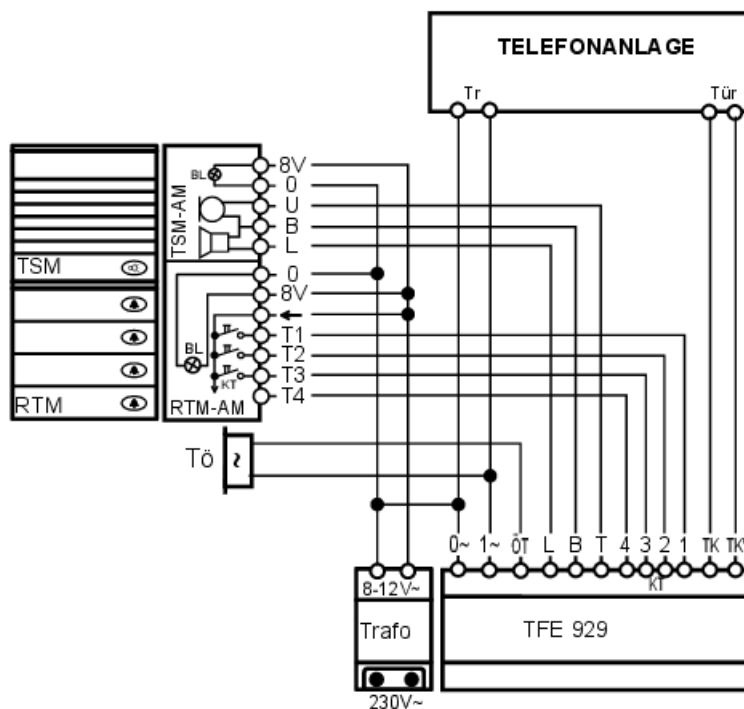 TELEFONANLAGE
Tr
Tür
TSM
RTM
TSM-AM
BL
8V
0
U
B
L
0
8V
T1
T2
T3
T4
BL
KT
RTM-AM
Tö
~
0~
1~
ÖT
L
B
T
4
3
2
1
TK
KT
8-12V~
Trafo
230V~
TFE 929